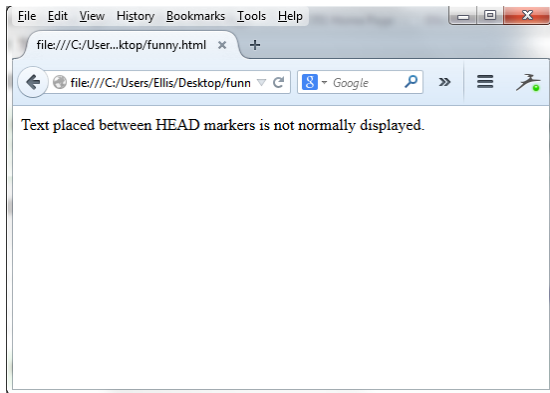 File Edit View History Bookmarks Tools Help
file:///C:/User...ktop/funny.html × +
file:///C:/Users/Ellis/Desktop/funn 8 Google »
Text placed between HEAD markers is not normally displayed.